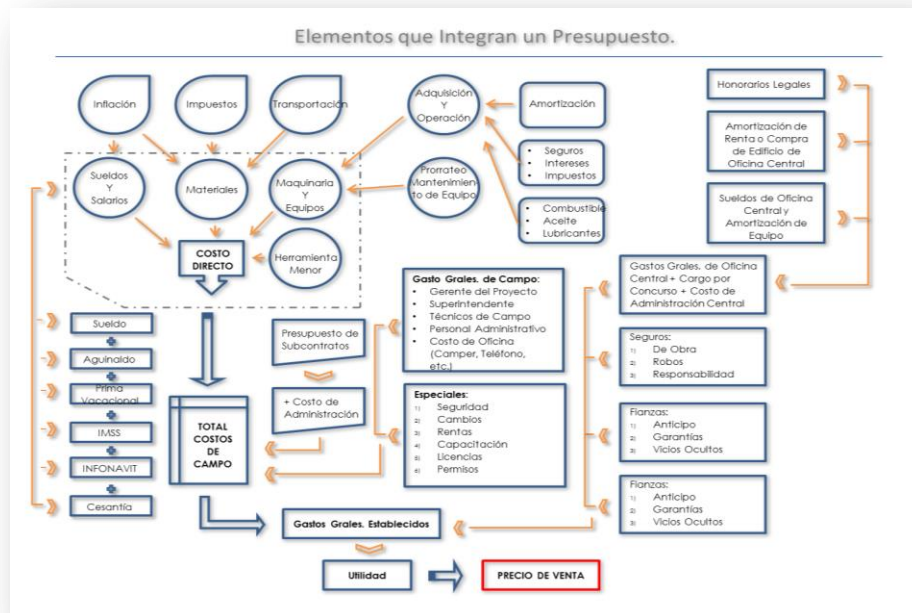 Elementos que Integran un Presupuesto.
Inflación
Impuestos
Transportación
Adquisición
Y
Operación
Amortización
Honorarios Legales
Seguros
Intereses
Impuestos
Amortización de
Renta o Compra
de Edificio de
Oficina Central
Sueldos
Y
Salarios
Materiales
Maquinaria
Y
Equipos
Prorrateo
Mantenimien
to de Equipo
Combustible
Aceite
Lubricantes
Sueldos de Oficina
Central y
Amortización de
Equipo
COSTO
DIRECTO
Herramienta
Menor
Gasto Grales. de Campo:
Gerente del Proyecto
Superintendente
Técnicos de Campo
Personal Administrativo
Costo de Oficina
(Camper, Teléfono,
etc.)
Gastos Grales. de Oficina
Central + Cargo por
Concurso + Costo de
Administración Central
Sueldo
Aguinaldo
Prima
Vacacional
IMSS
INFONAVIT
Cesantía
Presupuesto de
Subcontratos
+ Costo de
Administración
TOTAL
COSTOS
DE
CAMPO
Especiales:
1) Seguridad
2) Cambios
3) Rentas
4) Capacitación
5) Licencias
6) Permisos
Seguros:
1) De Obra
2) Robos
3) Responsabilidad
Fianzas:
1) Anticipo
2) Garantías
3) Vicios Ocultos
Fianzas:
1) Anticipo
2) Garantías
3) Vicios Ocultos
Gastos Grales. Establecidos
Utilidad
PRECIO DE VENTA